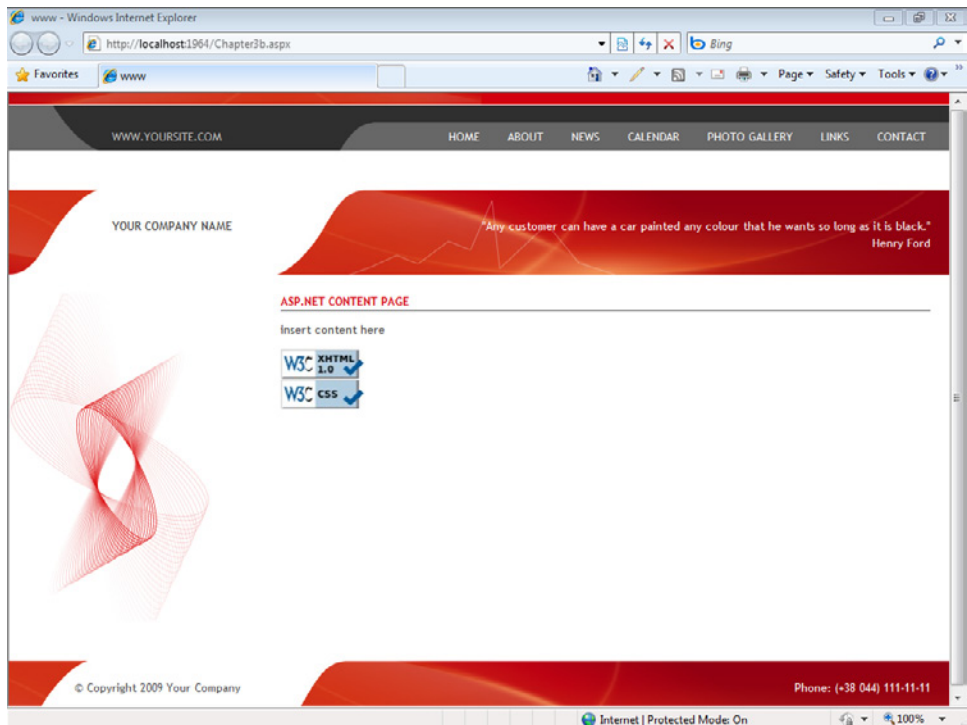 www - Windows Internet Explorer
http://localhost:1964/Chapter3b.aspx
Bing
Favorites
www
Page
Safety
Tools
WWW.YOURSITE.COM
HOME ABOUT NEWS CALENDAR PHOTO GALLERY LINKS CONTACT
YOUR COMPANY NAME
"Any customer can have a car painted any colour that he wants so long as it is black."
Henry Ford
ASP.NET CONTENT PAGE
Insert content here
W3C XHTML 1.0
W3C CSS
© Copyright 2009 Your Company
Phone: (+38 044) 111-11-11
Internet | Protected Mode: On
100%